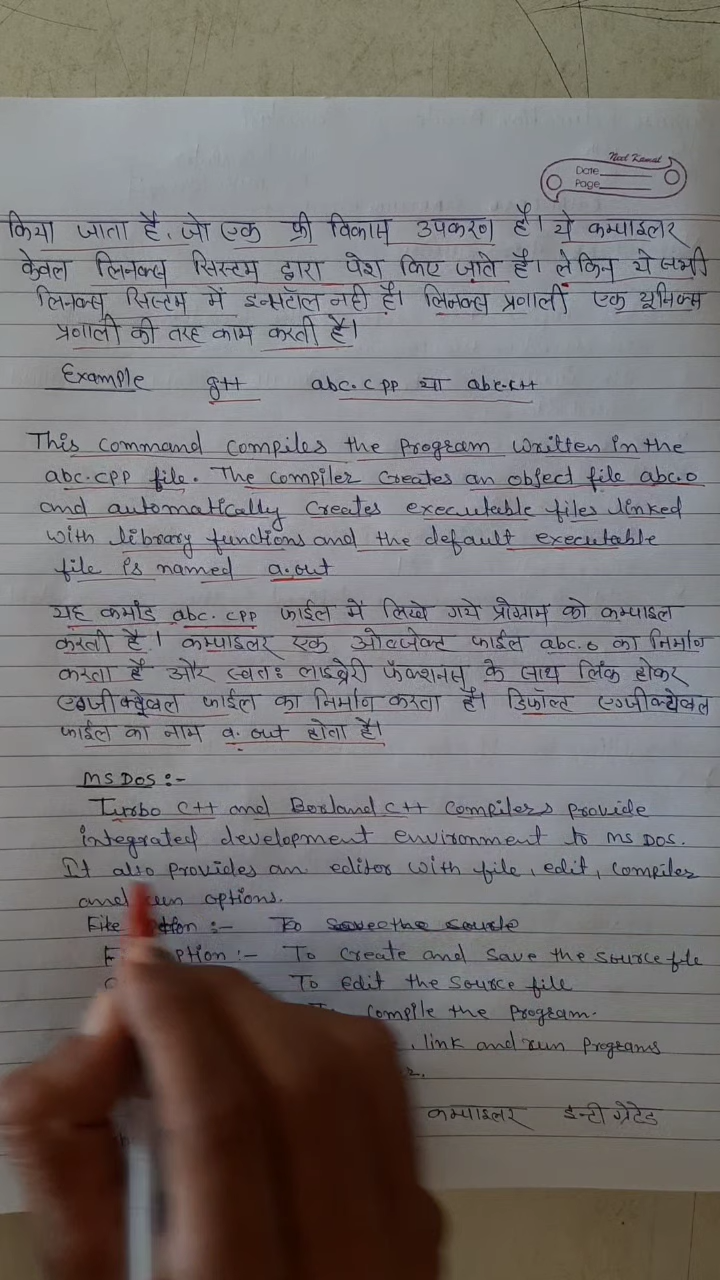 Neel Kamal
Date
Page
किया जाता है, जो एक फ्री विकास उपकरण है। ये कम्पाइलर
केवल लिनक्स सिस्टम द्वारा पेश किए जाते है। लेकिन ये सभी
लिनक्स सिस्टम में इन्सटॉल नही है। लिनक्स प्रणाली एक यूनिक्स
प्रणाली की तरह काम करती है।
Example g++ abc.cpp या abc.c++
This command compiles the program written in the
abc.cpp file. The compiler creates an object file abc.o
and automatically creates executable files linked
with library functions and the default executable
file is named a.out
यह कमांड abc.cpp फाईल में लिखे गये प्रोग्राम को कम्पाइल
करती है। कम्पाइलर एक ओब्जेक्ट फाईल abc.o का निर्माण
करता है और स्वतः लाइब्रेरी फंक्शनस के साथ लिंक होकर
एग्जीक्यूेबल फाईल का निर्माण करता है। डिफॉल्ट एग्जीक्येबल
फाईल का नाम a.out होता है।
MS DOS :-
Turbo C++ and Borland C++ compilers provide
integrated development environment to MS DOS.
It also provides an editor with file, edit, compiler
and run options.
File :- To save the source
option :- To create and save the source file
To edit the source file
compile the program.
, link and run programs
कम्पाइलर इन्टीग्रेटेड